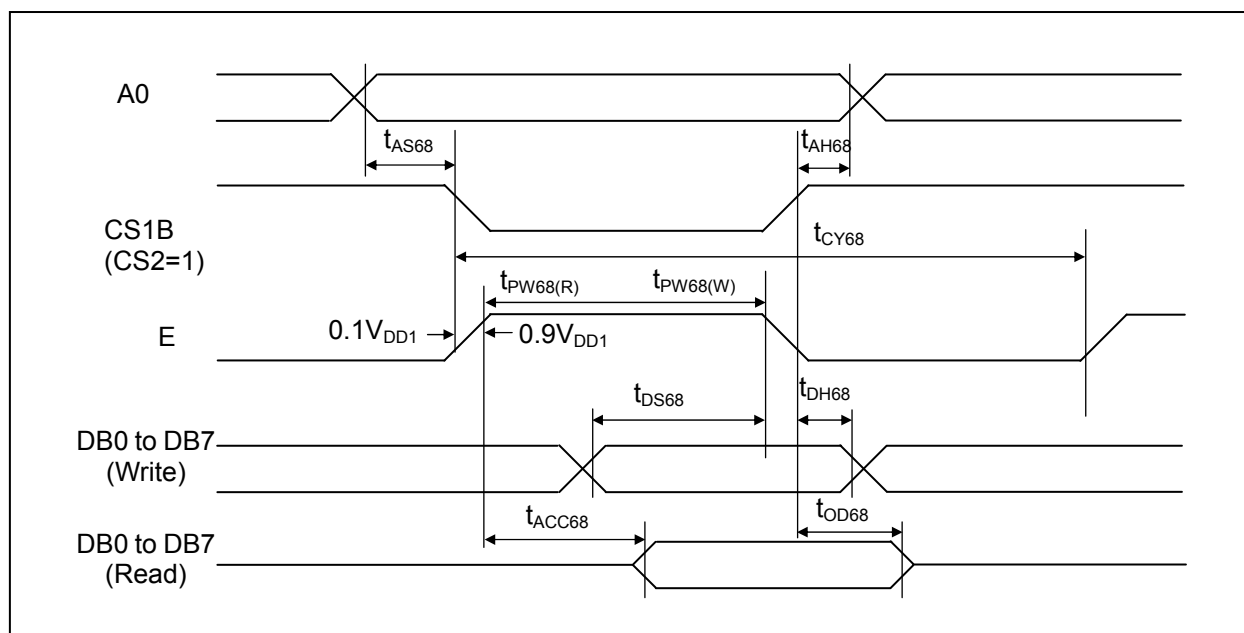 A0
tAS68
tAH68
CS1B
(CS2=1)
tCY68
tPW68(R)
tPW68(W)
E
0.1VDD1
0.9VDD1
tDS68
tDH68
DB0 to DB7
(Write)
tACC68
tOD68
DB0 to DB7
(Read)